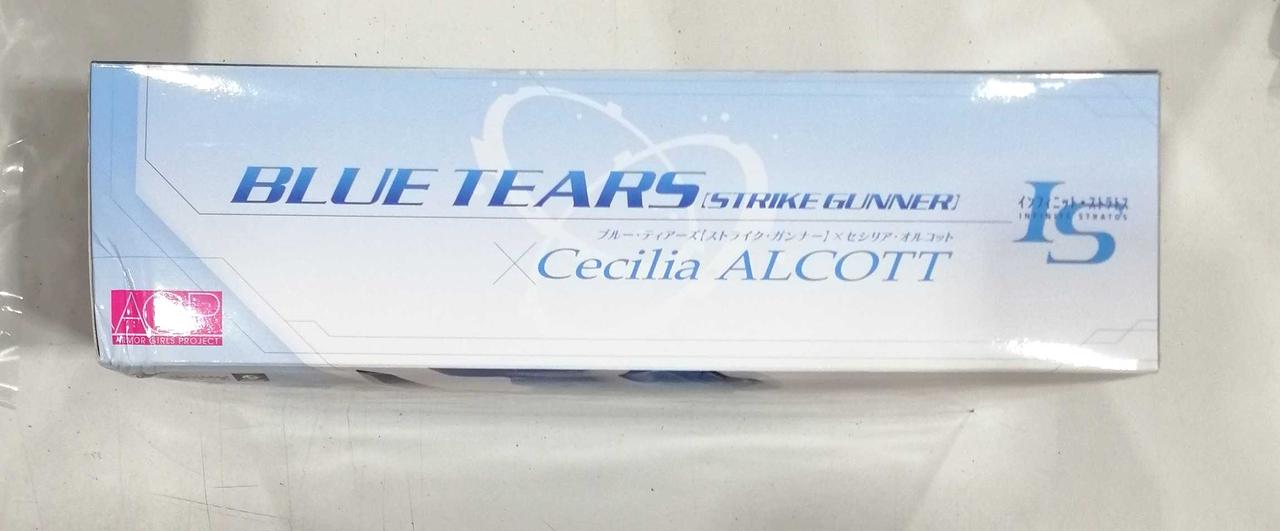 BLUE TEARS [STRIKE GUNNER]
ブルー・ティアーズ【ストライク・ガンナー】×セシリア・オルコット
×Cecilia ALCOTT
IS
インフィニット・ストラトス
INFINITE STRATOS
AGP
ARMOR GIRLS PROJECT